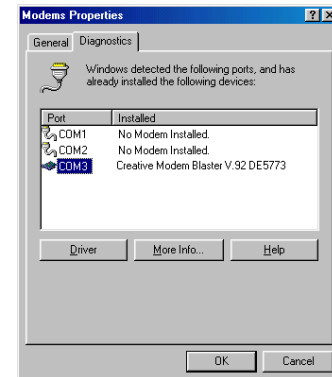 Modems Properties
General Diagnostics
Windows detected the following ports, and has
already installed the following devices:
Port Installed
COM1 No Modem Installed.
COM2 No Modem Installed.
COM3 Creative Modem Blaster V.92 DE5773
Driver More Info... Help
OK Cancel